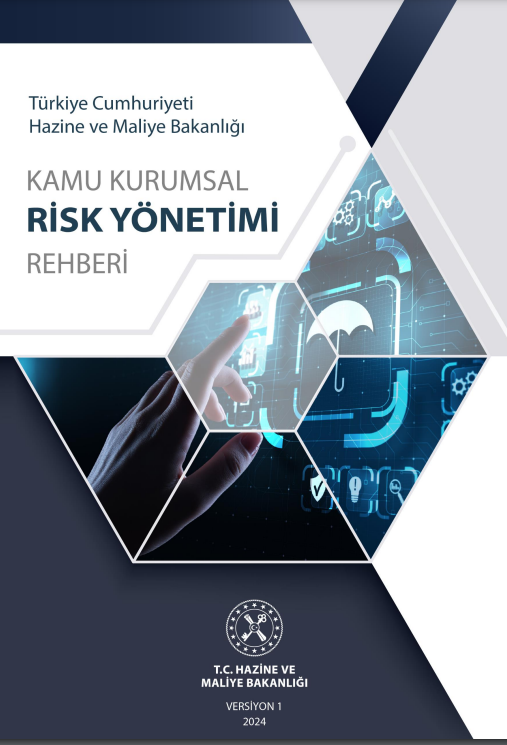 Türkiye Cumhuriyeti
Hazine ve Maliye Bakanlığı
KAMU KURUMSAL
RİSK YÖNETİMİ
REHBERİ
T.C. HAZİNE VE
MALİYE BAKANLIĞI
VERSİYON 1
2024